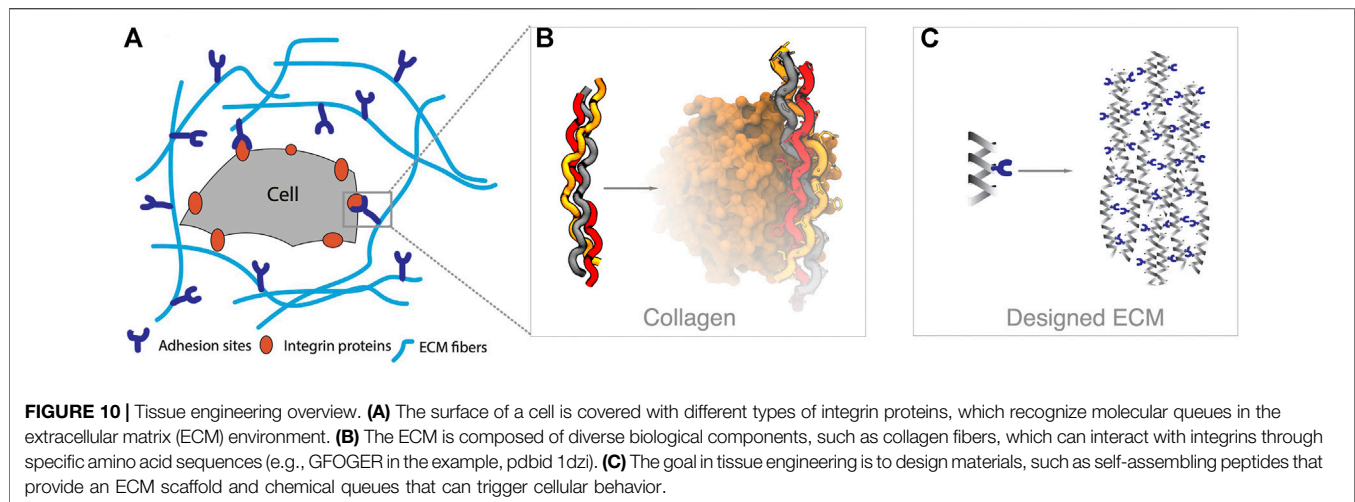 A
B
C
Cell
Collagen
Designed ECM
Adhesion sites
Integrin proteins
ECM fibers
FIGURE 10 | Tissue engineering overview. (A) The surface of a cell is covered with different types of integrin proteins, which recognize molecular queues in the
extracellular matrix (ECM) environment. (B) The ECM is composed of diverse biological components, such as collagen fibers, which can interact with integrins through
specific amino acid sequences (e.g., GFOGER in the example, pdbid 1dzi). (C) The goal in tissue engineering is to design materials, such as self-assembling peptides that
provide an ECM scaffold and chemical queues that can trigger cellular behavior.